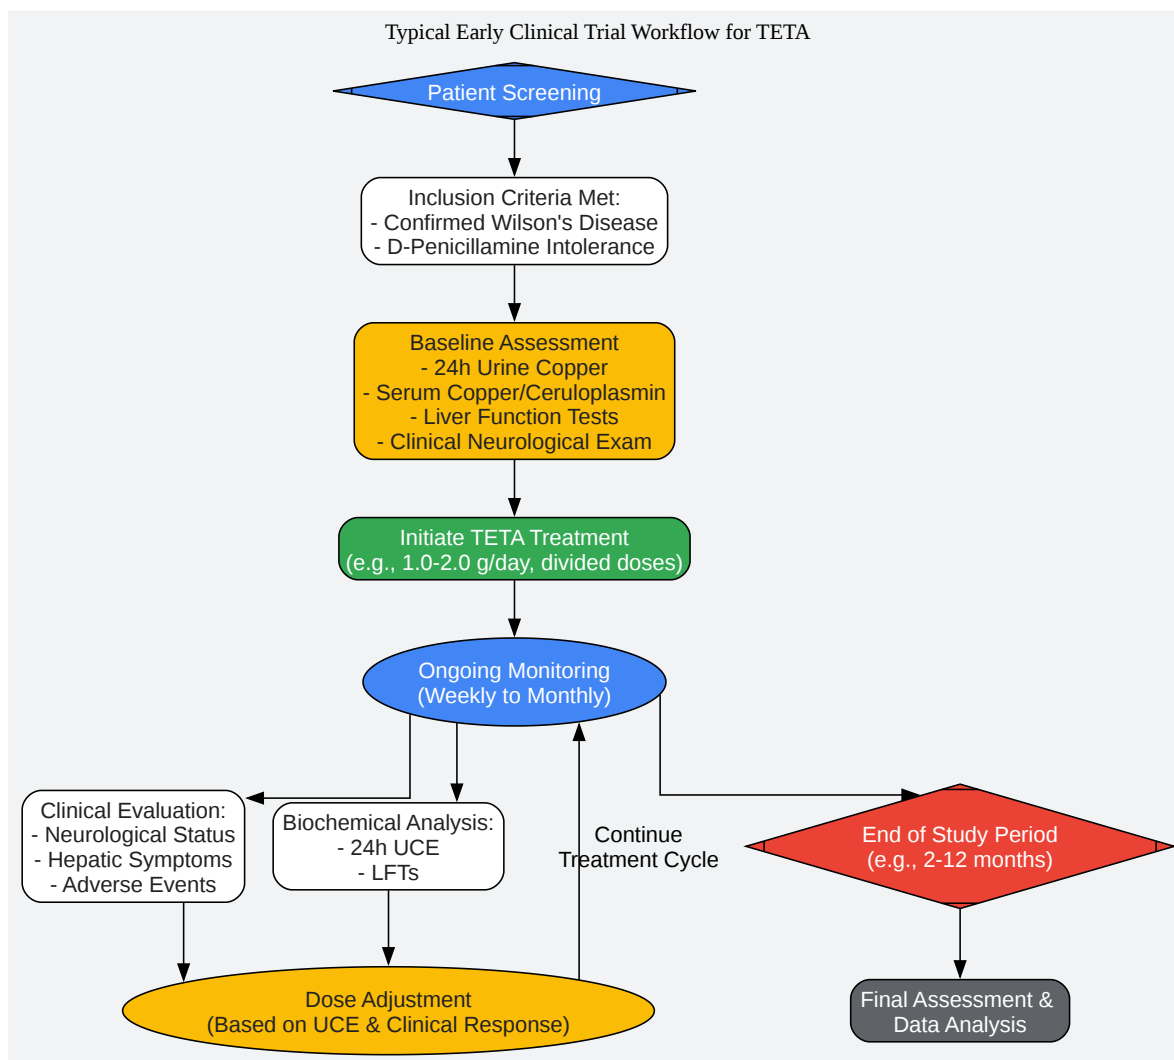 Typical Early Clinical Trial Workflow for TETA
Patient Screening
Inclusion Criteria Met:
- Confirmed Wilson's Disease
- D-Penicillamine Intolerance
Baseline Assessment
- 24h Urine Copper
- Serum Copper/Ceruloplasmin
- Liver Function Tests
- Clinical Neurological Exam
Initiate TETA Treatment
(e.g., 1.0-2.0 g/day, divided doses)
Ongoing Monitoring
(Weekly to Monthly)
Clinical Evaluation:
- Neurological Status
- Hepatic Symptoms
- Adverse Events
Biochemical Analysis:
- 24h UCE
- LFTs
Continue
Treatment Cycle
End of Study Period
(e.g., 2-12 months)
Dose Adjustment
(Based on UCE & Clinical Response)
Final Assessment &
Data Analysis